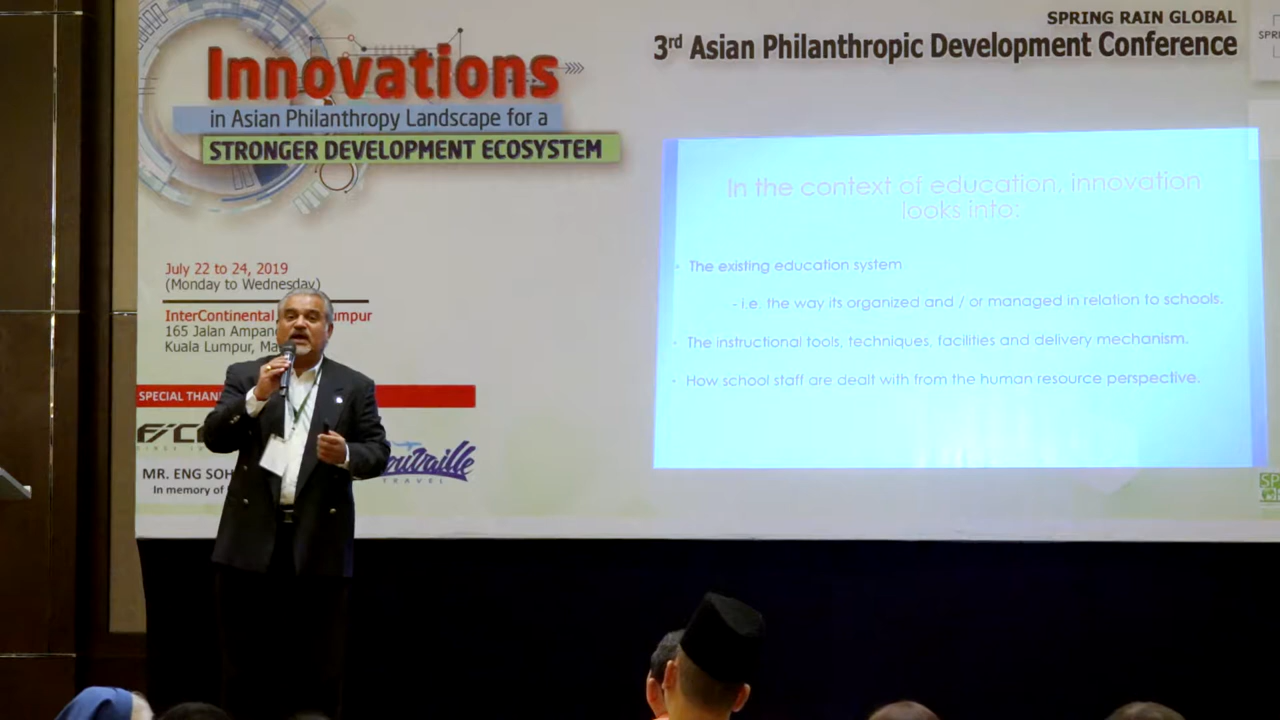 Innovations
in Asian Philanthropy Landscape for a
STRONGER DEVELOPMENT ECOSYSTEM
SPRING RAIN GLOBAL
3rd Asian Philanthropic Development Conference
July 22 to 24, 2019
(Monday to Wednesday)
InterContinental
165 Jalan
Kuala Lumpur,
SPECIAL
MR. ENG
In memory of
TRAVEL
In the context of education, innovation
looks into:
The existing education system
- i.e. the way its organized and / or managed in relation to schools.
The instructional tools, techniques, facilities and delivery mechanism.
How school staff are dealt with from the human resource perspective.